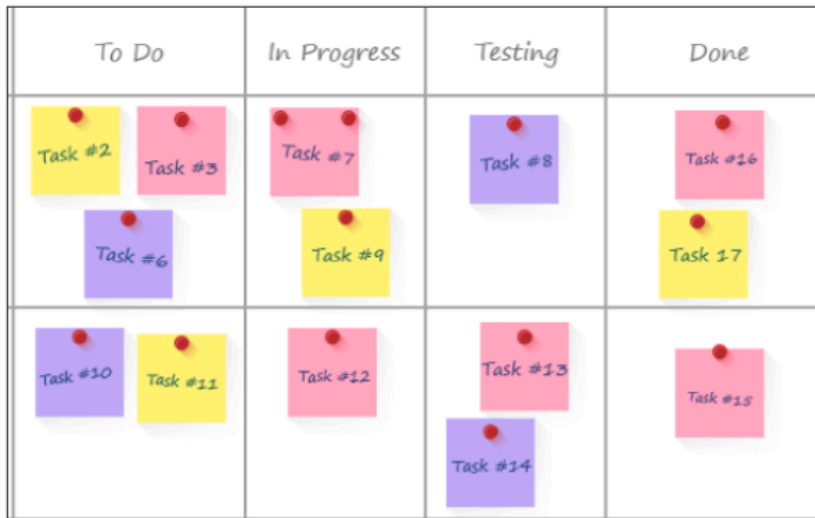 To Do
In Progress
Testing
Done
Task #2
Task #3
Task #6
Task #7
Task #9
Task #8
Task #16
Task 17
Task #10
Task #11
Task #12
Task #13
Task #14
Task #15